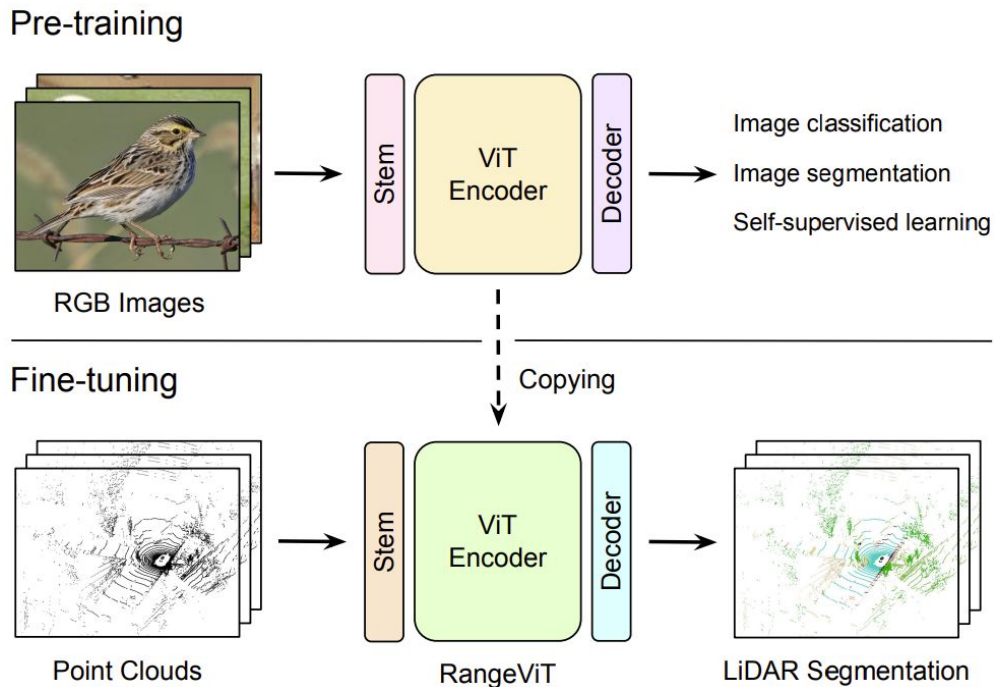 Pre-training
Stem
ViT
Encoder
Decoder
Image classification
Image segmentation
Self-supervised learning
RGB Images
Copying
Fine-tuning
Stem
ViT
Encoder
Decoder
Point Clouds
RangeViT
LiDAR Segmentation